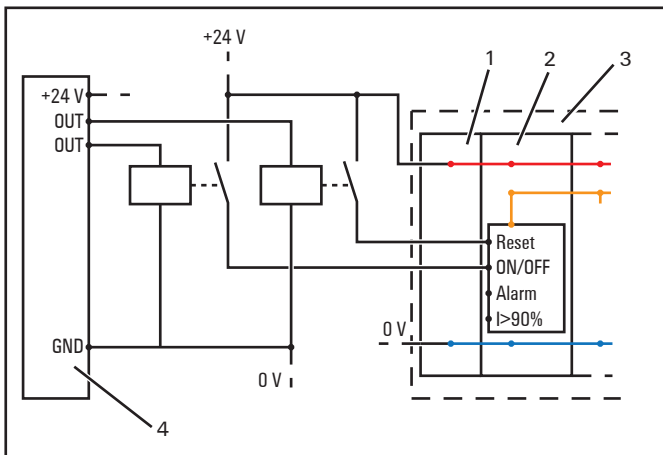 +24 V
1
2
3
+24 V
OUT
OUT
Reset
ON/OFF
Alarm
I>90%
0 V
GND
0 V
4